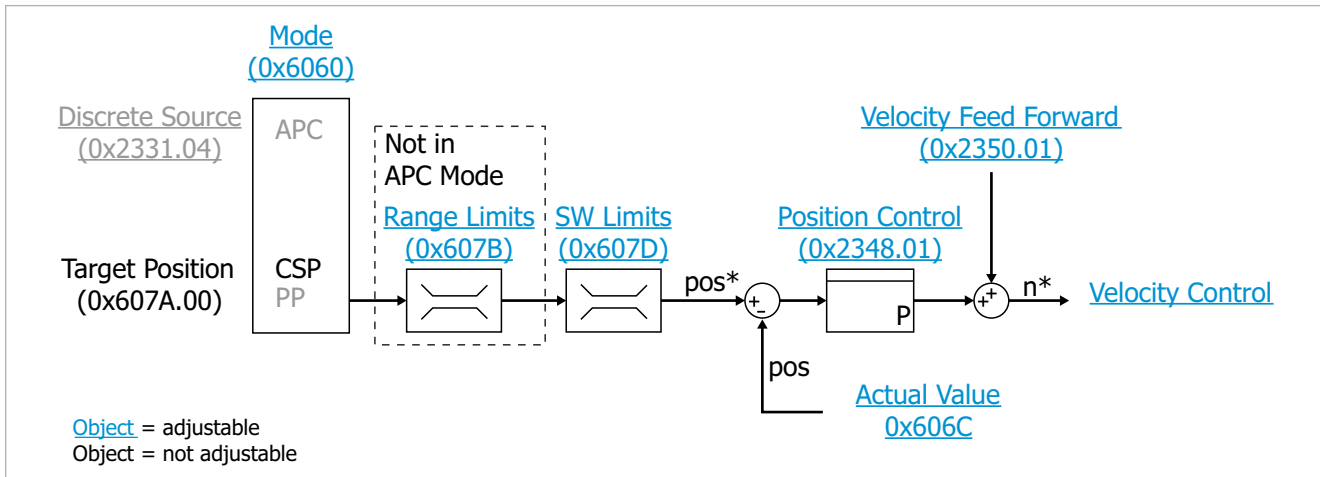 Mode
(0x6060)
Discrete Source
(0x2331.04)
APC
Not in
APC Mode
Velocity Feed Forward
(0x2350.01)
Range Limits
(0x607B)
SW Limits
(0x607D)
Position Control
(0x2348.01)
Target Position
(0x607A.00)
CSP
PP
pos*
+
-
P
+
+
n*
Velocity Control
pos
Actual Value
0x606C
Object = adjustable
Object = not adjustable